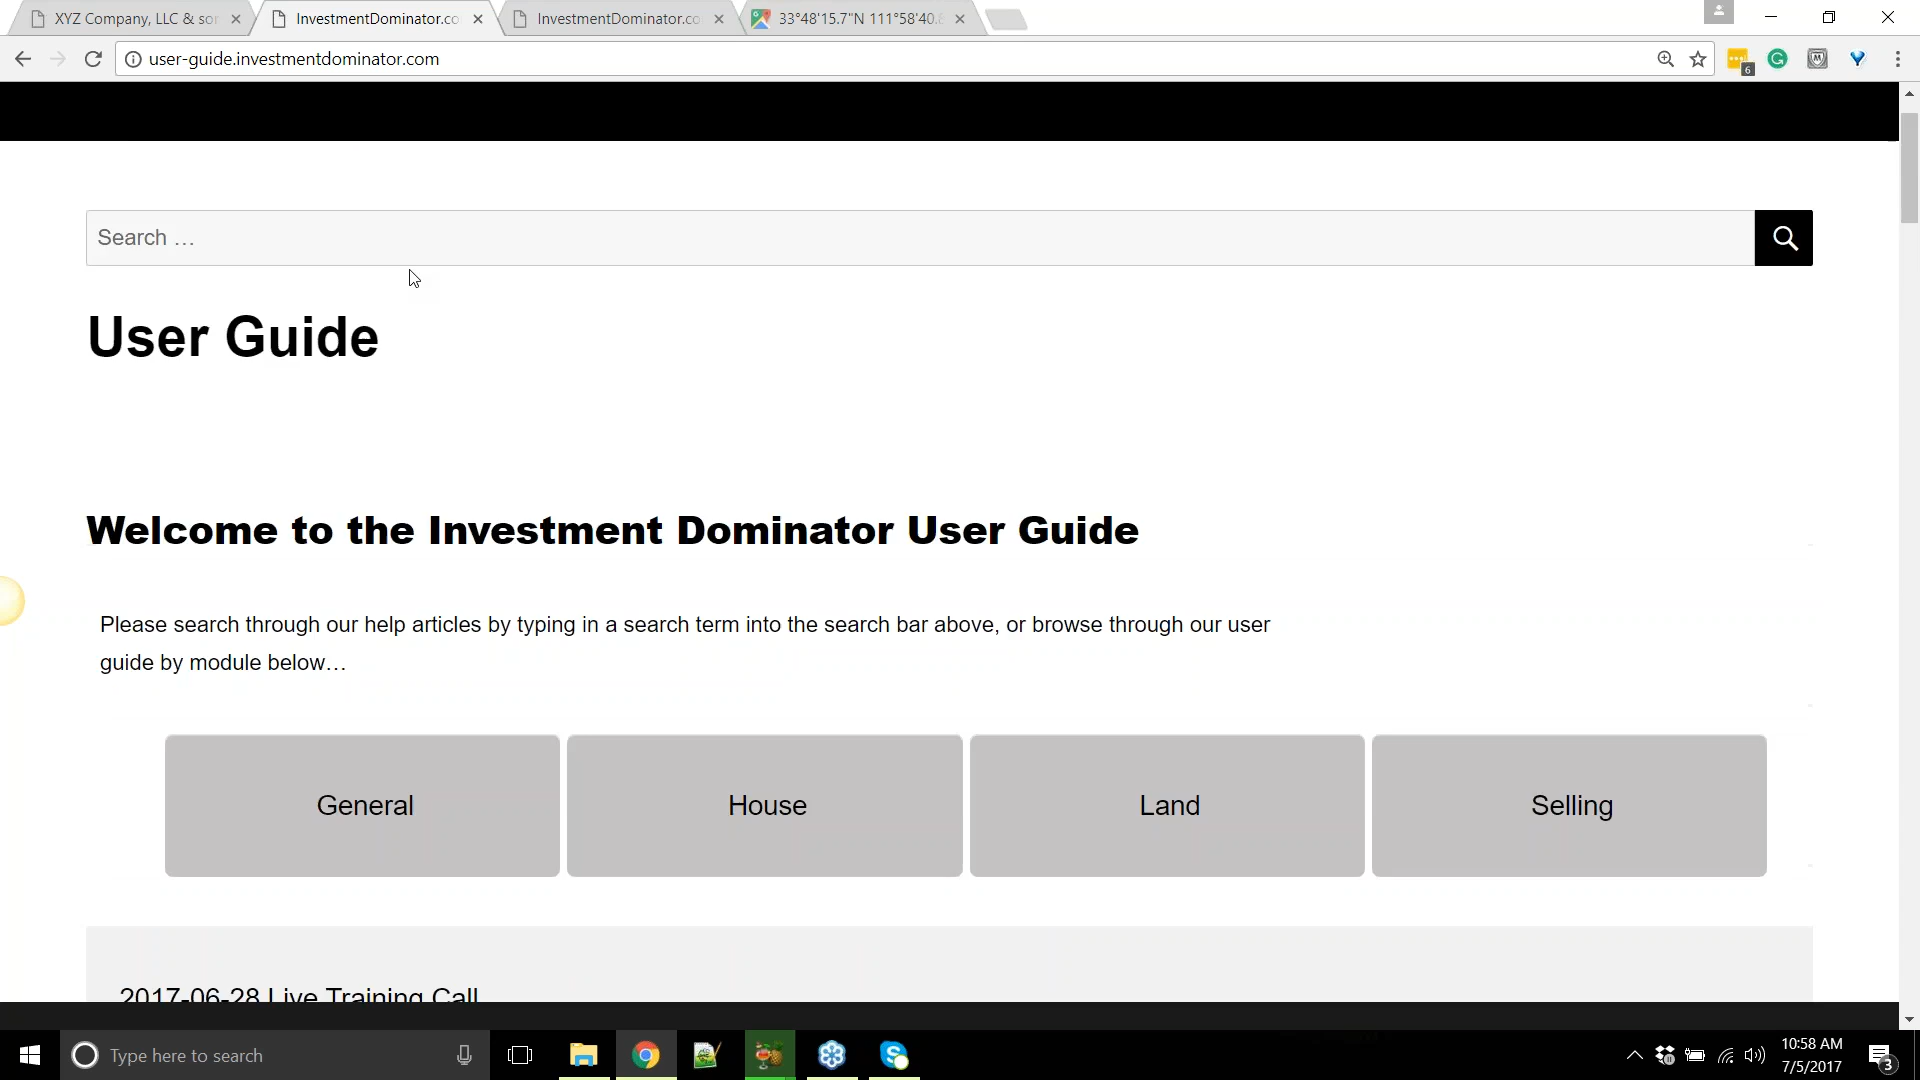 XYZ Company, LLC & sor
InvestmentDominator.co
InvestmentDominator.co
33°48'15.7"N 111°58'40.8
user-guide.investmentdominator.com
6
Search …
User Guide
Welcome to the Investment Dominator User Guide
Please search through our help articles by typing in a search term into the search bar above, or browse through our user
guide by module below…
General
House
Land
Selling
2017-06-28 Live Training Call
Type here to search
10:58 AM
7/5/2017
3